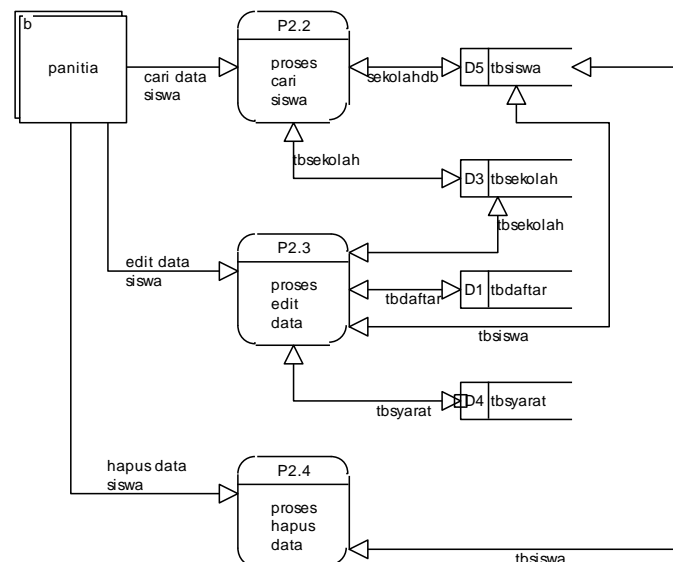 b
panitia
cari data
siswa
P2.2
proses
cari
siswa
sekolahdb
D5 tbsiswa
tbsekolah
D3 tbsekolah
tbsekolah
edit data
siswa
P2.3
proses
edit
data
D1 tbdaftar
tbdaftar
tbsiswa
D4 tbsyarat
tbsyarat
hapus data
siswa
P2.4
proses
hapus
data
tbsiswa